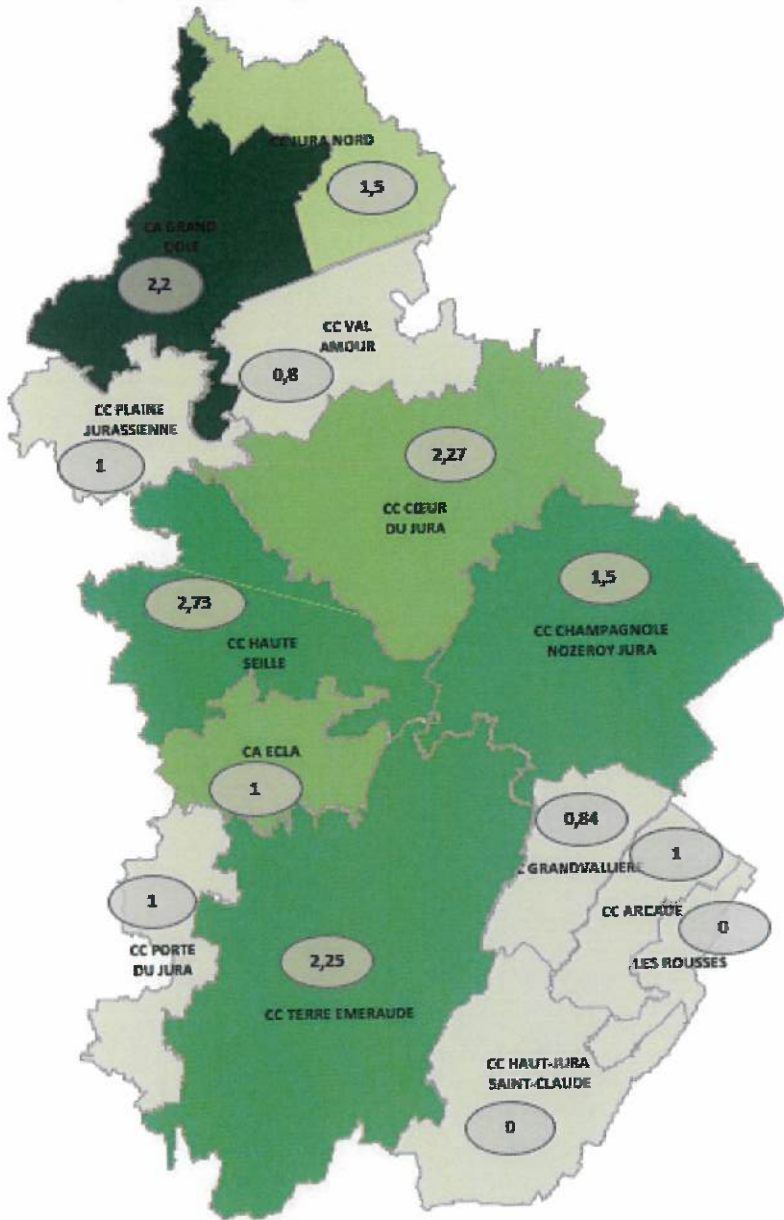 CC JURA NORD
1,5
CA GRAND
DOLE
2,2
CC VAL
AMOUR
0,8
CC PLAINE
JURASSIENNE
1
2,27
CC CŒUR
DU JURA
2,73
CC HAUTE
SEILLE
1,5
CC CHAMPAGNOLE
NOZEROY JURA
CA ECLA
1
0,84
C GRANDVALLIERE
1
CC ARCADE
0
LES ROUSSES
1
CC PORTE
DU JURA
2,25
CC TERRE EMERAUDE
CC HAUT-JURA
SAINT-CLAUDE
0